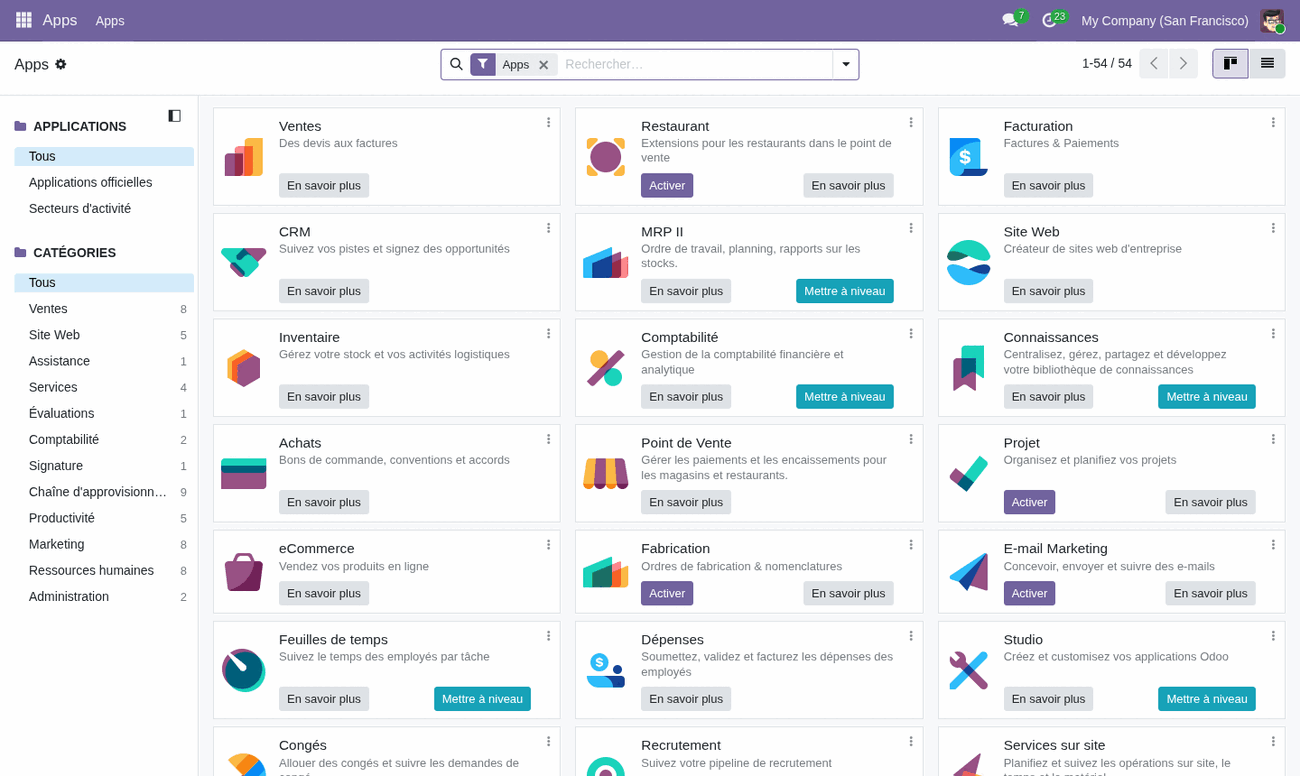 Apps
Apps
7
23
My Company (San Francisco)
Apps
Apps
Rechercher...
1-54 / 54
APPLICATIONS
Tous
Applications officielles
Secteurs d'activité
CATÉGORIES
Tous
Ventes 8
Site Web 5
Assistance 1
Services 4
Évaluations 1
Comptabilité 2
Signature 1
Chaîne d'approvisionn... 9
Productivité 5
Marketing 8
Ressources humaines 8
Administration 2
Ventes
Des devis aux factures
En savoir plus
Restaurant
Extensions pour les restaurants dans le point de
vente
Activer
En savoir plus
Facturation
Factures & Paiements
En savoir plus
CRM
Suivez vos pistes et signez des opportunités
En savoir plus
MRP II
Ordre de travail, planning, rapports sur les
stocks.
En savoir plus
Mettre à niveau
Site Web
Créateur de sites web d'entreprise
En savoir plus
Inventaire
Gérez votre stock et vos activités logistiques
En savoir plus
Comptabilité
Gestion de la comptabilité financière et
analytique
En savoir plus
Mettre à niveau
Connaissances
Centralisez, gérez, partagez et développez
votre bibliothèque de connaissances
En savoir plus
Mettre à niveau
Achats
Bons de commande, conventions et accords
En savoir plus
Point de Vente
Gérer les paiements et les encaissements pour
les magasins et restaurants.
En savoir plus
Projet
Organisez et planifiez vos projets
Activer
En savoir plus
eCommerce
Vendez vos produits en ligne
En savoir plus
Fabrication
Ordres de fabrication & nomenclatures
Activer
En savoir plus
E-mail Marketing
Concevoir, envoyer et suivre des e-mails
Activer
En savoir plus
Feuilles de temps
Suivez le temps des employés par tâche
En savoir plus
Mettre à niveau
Dépenses
Soumettez, validez et facturez les dépenses des
employés
En savoir plus
Studio
Créez et customisez vos applications Odoo
En savoir plus
Mettre à niveau
Congés
Allouer des congés et suivre les demandes de
congé
Recrutement
Suivez votre pipeline de recrutement
Services sur site
Planifiez et suivez les opérations sur site, le
temps et le matériel